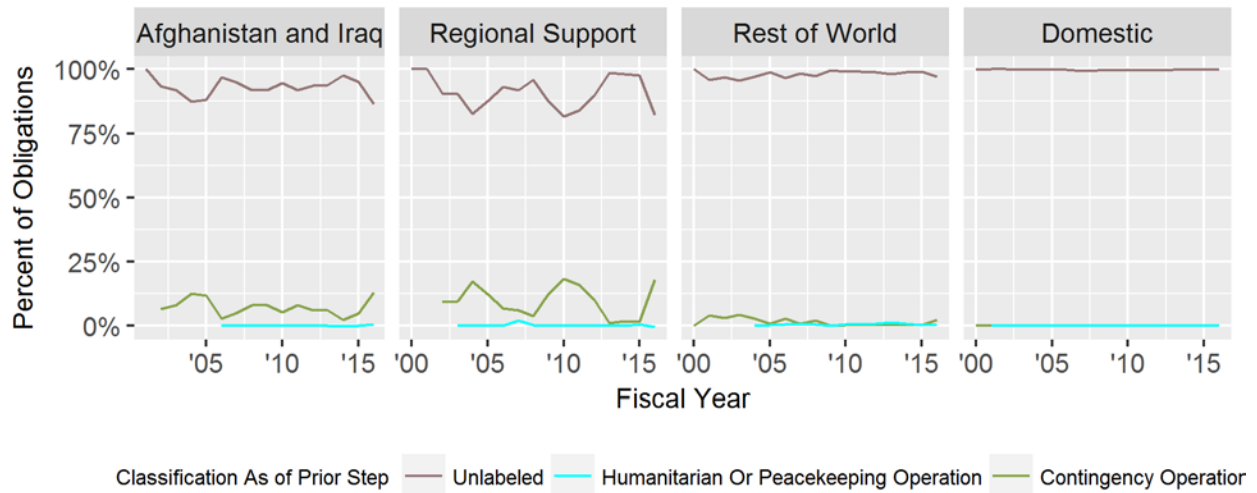 Afghanistan and Iraq Regional Support Rest of World Domestic
100%
75%
50%
25%
0%
Percent of Obligations
'05 '10 '15 '00 '05 '10 '15 '00 '05 '10 '15 '00 '05 '10 '15
Fiscal Year
Classification As of Prior Step Unlabeled Humanitarian Or Peacekeeping Operation Contingency Operation